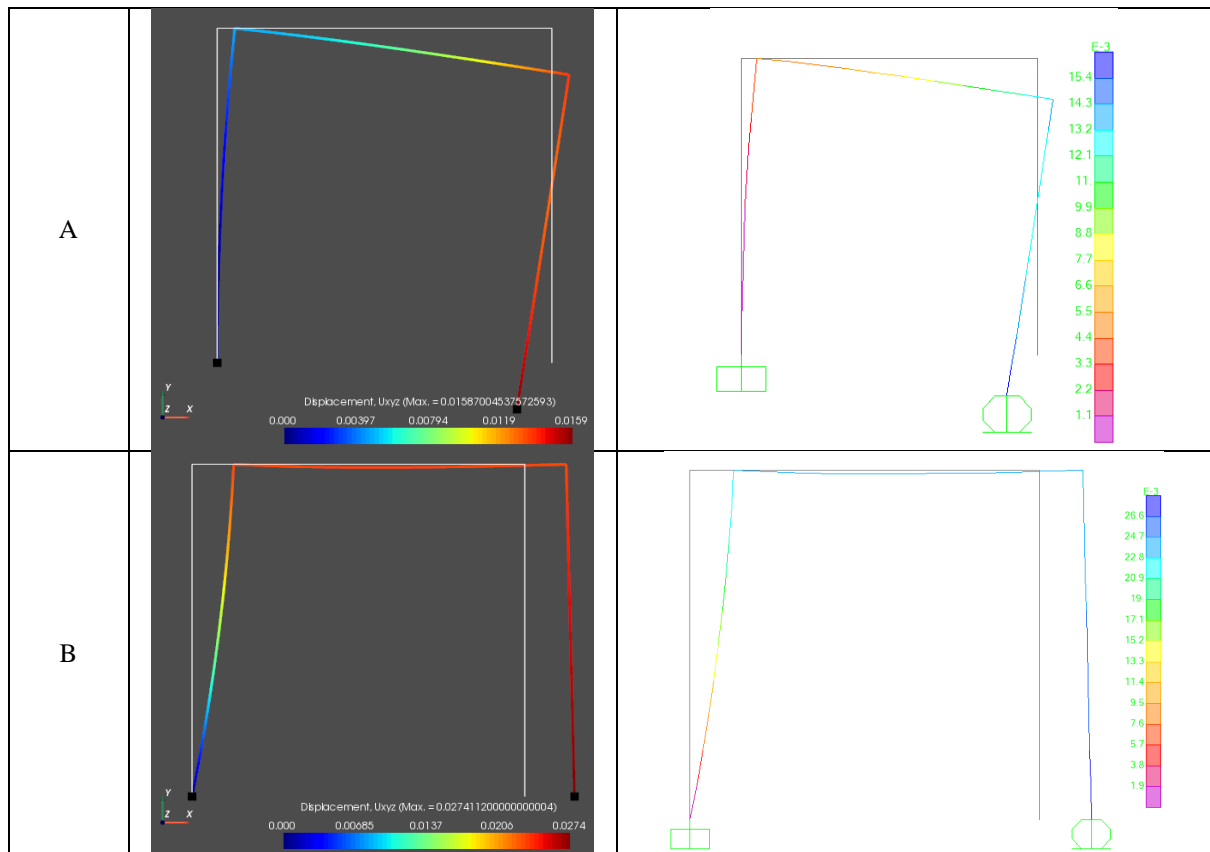 A
Y
Z X
Displacement, Uxyz (Max. = 0.01587004537572593)
0.000 0.00397 0.00794 0.0119 0.0159
E-3
15.4
14.3
13.2
12.1
11.
9.9
8.8
7.7
6.6
5.5
4.4
3.3
2.2
1.1
B
Y
Z X
Displacement, Uxyz (Max. = 0.027411200000000004)
0.000 0.00685 0.0137 0.0206 0.0274
E-3
26.6
24.7
22.8
20.9
19.
17.1
15.2
13.3
11.4
9.5
7.6
5.7
3.8
1.9